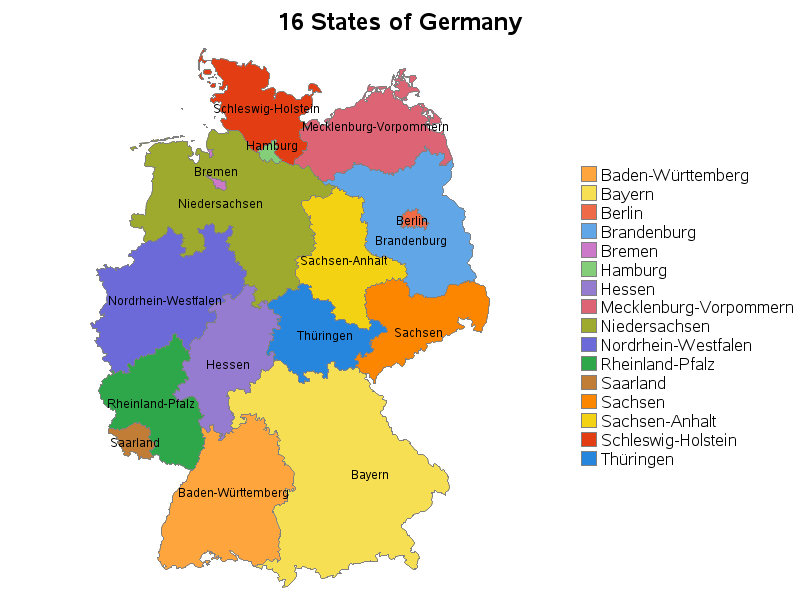 16 States of Germany
Schleswig-Holstein
Mecklenburg-Vorpommern
Hamburg
Bremen
Niedersachsen
Berlin
Brandenburg
Sachsen-Anhalt
Nordrhein-Westfalen
Thüringen
Sachsen
Hessen
Rheinland-Pfalz
Saarland
Bayern
Baden-Württemberg
Baden-Württemberg
Bayern
Berlin
Brandenburg
Bremen
Hamburg
Hessen
Mecklenburg-Vorpommern
Niedersachsen
Nordrhein-Westfalen
Rheinland-Pfalz
Saarland
Sachsen
Sachsen-Anhalt
Schleswig-Holstein
Thüringen